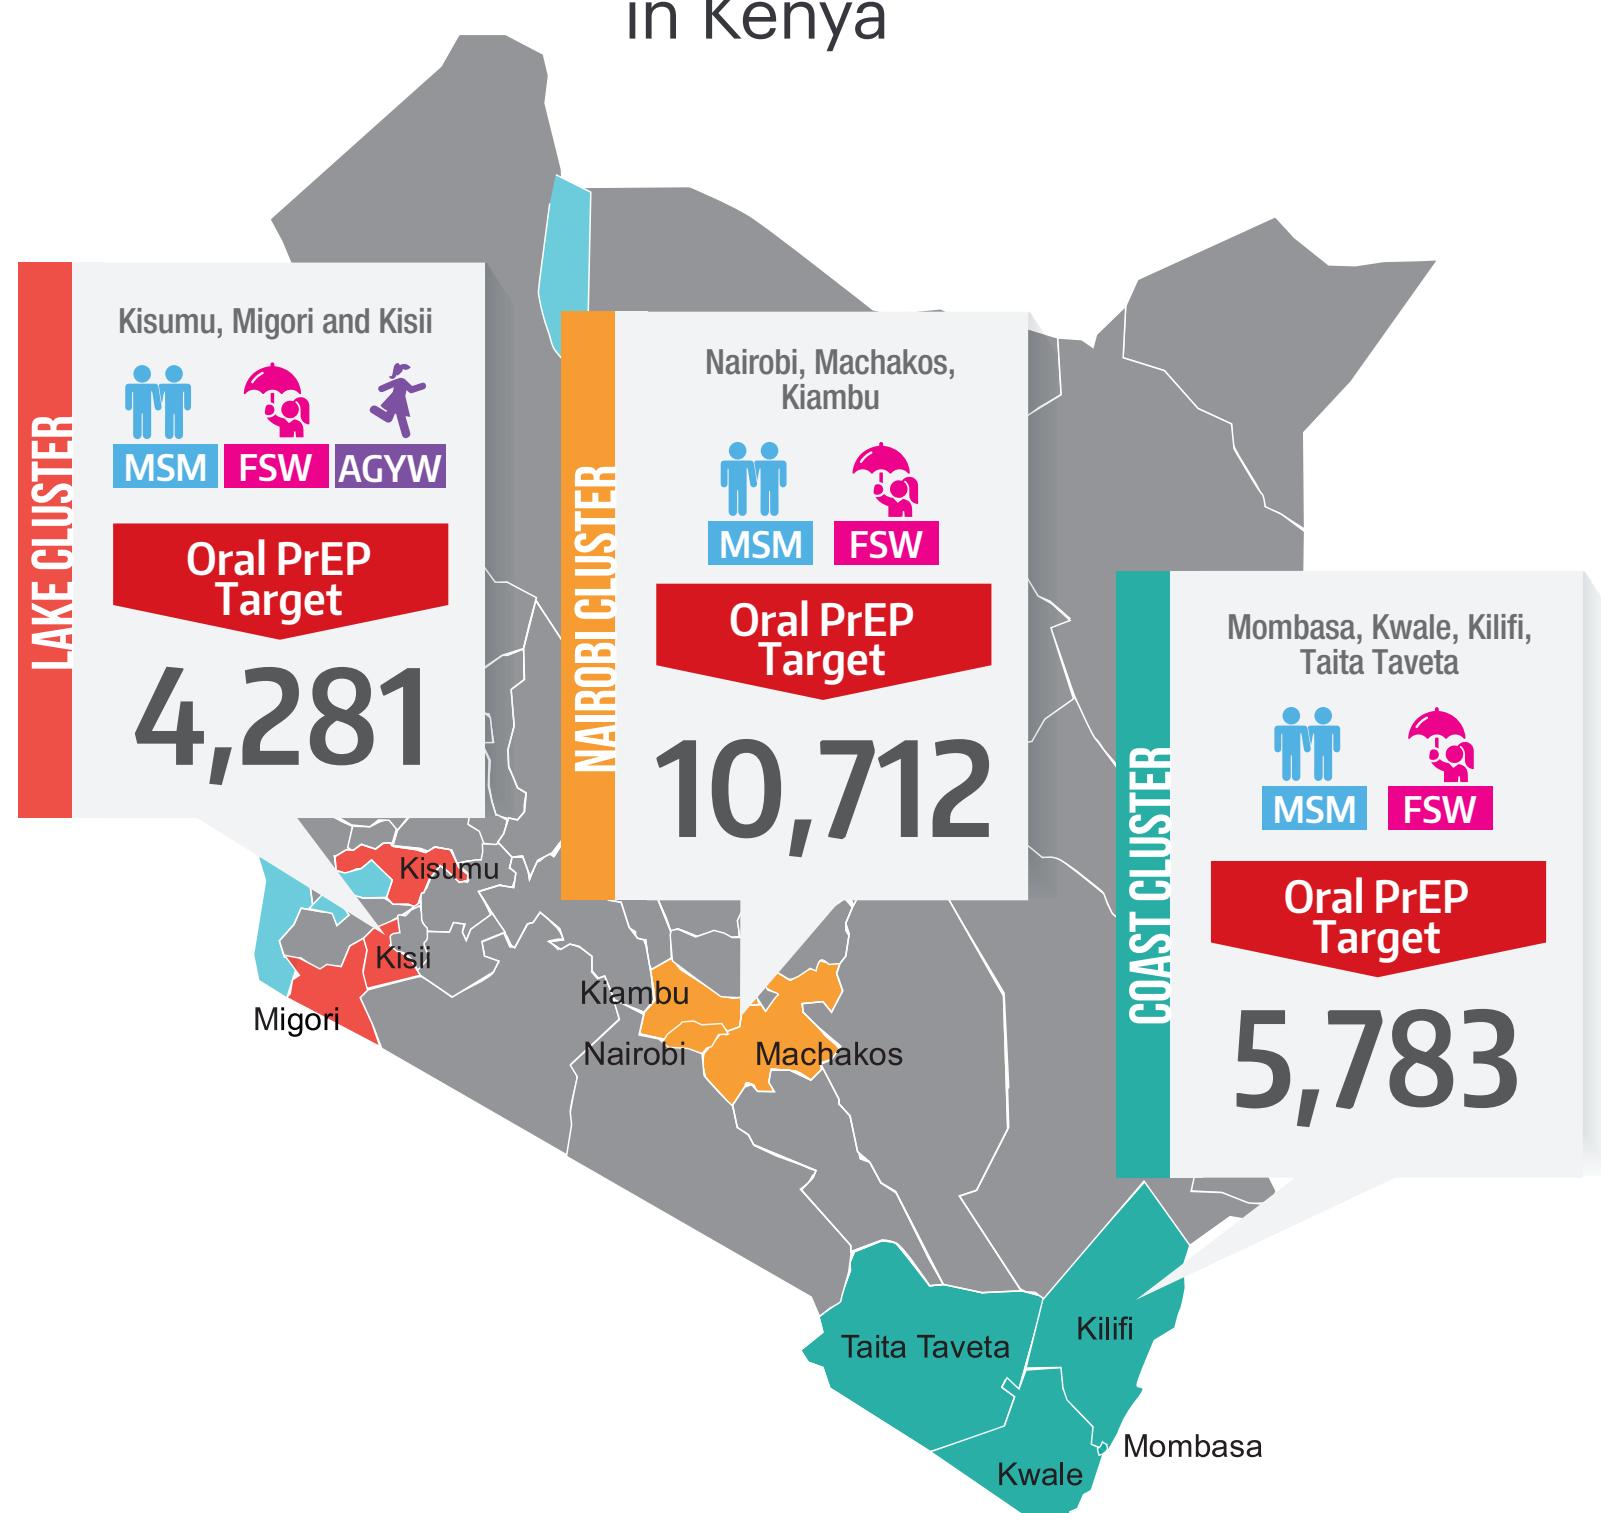 in Kenya
LAKE CLUSTER
Kisumu, Migori and Kisii
MSM FSW AGYW
Oral PrEP
Target
4,281
NAIROBI CLUSTER
Nairobi, Machakos,
Kiambu
MSM FSW
Oral PrEP
Target
10,712
COAST CLUSTER
Mombasa, Kwale, Kilifi,
Taita Taveta
MSM FSW
Oral PrEP
Target
5,783
Kisumu
Kisii
Migori
Kiambu
Nairobi
Machakos
Taita Taveta
Kilifi
Mombasa
Kwale